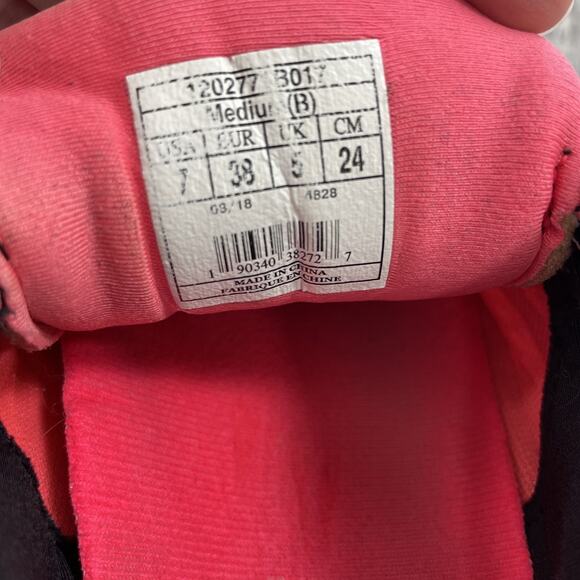 120277 B017
Medium (B)
USA EUR UK CM
7 38 5 24
08/18 4828
1 90340 38272 7
MADE IN CHINA
FABRIQUE EN CHINE